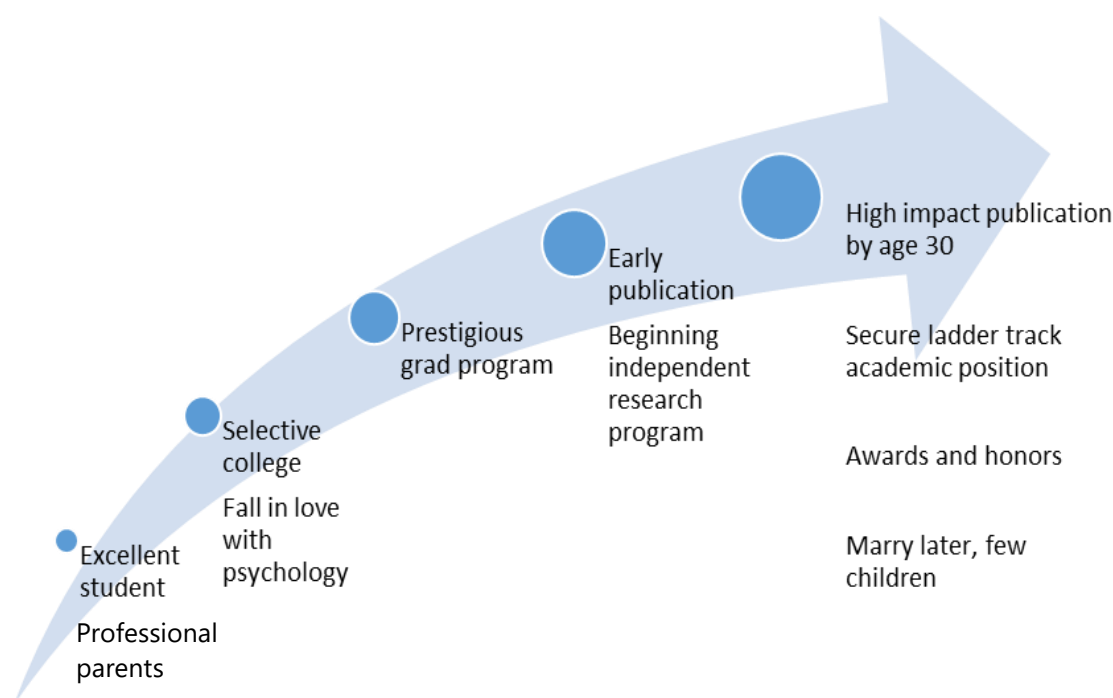 Excellent
student
Professional
parents
Selective
college
Fall in love
with
psychology
Prestigious
grad program
Early
publication
Beginning
independent
research
program
High impact publication
by age 30
Secure ladder track
academic position
Awards and honors
Marry later, few
children